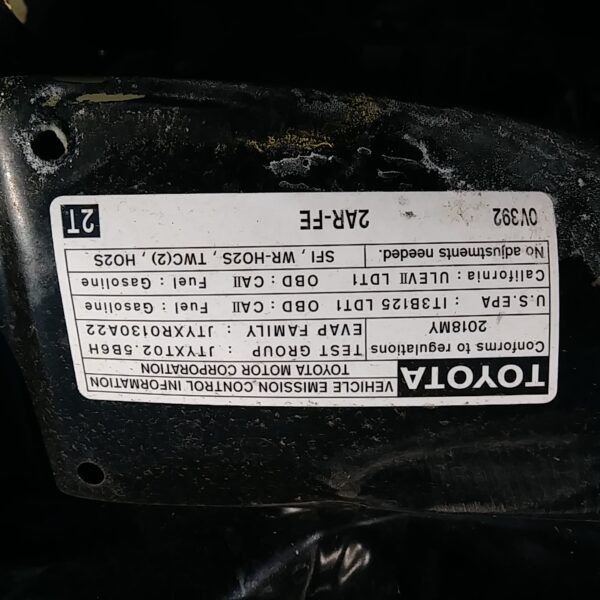 VEHICLE EMISSION CONTROL INFORMATION
TOYOTA TOYOTA MOTOR CORPORATION
Conforms to regulations TEST GROUP : JTYXT02.5B6H
2018MY EVAP FAMILY : JTYXR0130A22
U.S.EPA : IT3B125 LDT1 OBD : CAII Fuel : Gasoline
California : ULEVII LDT1 OBD : CAII Fuel : Gasoline
No adjustments needed. SFI, WR-HO2S, TWC(2), HO2S
0V392 2AR-FE 2T